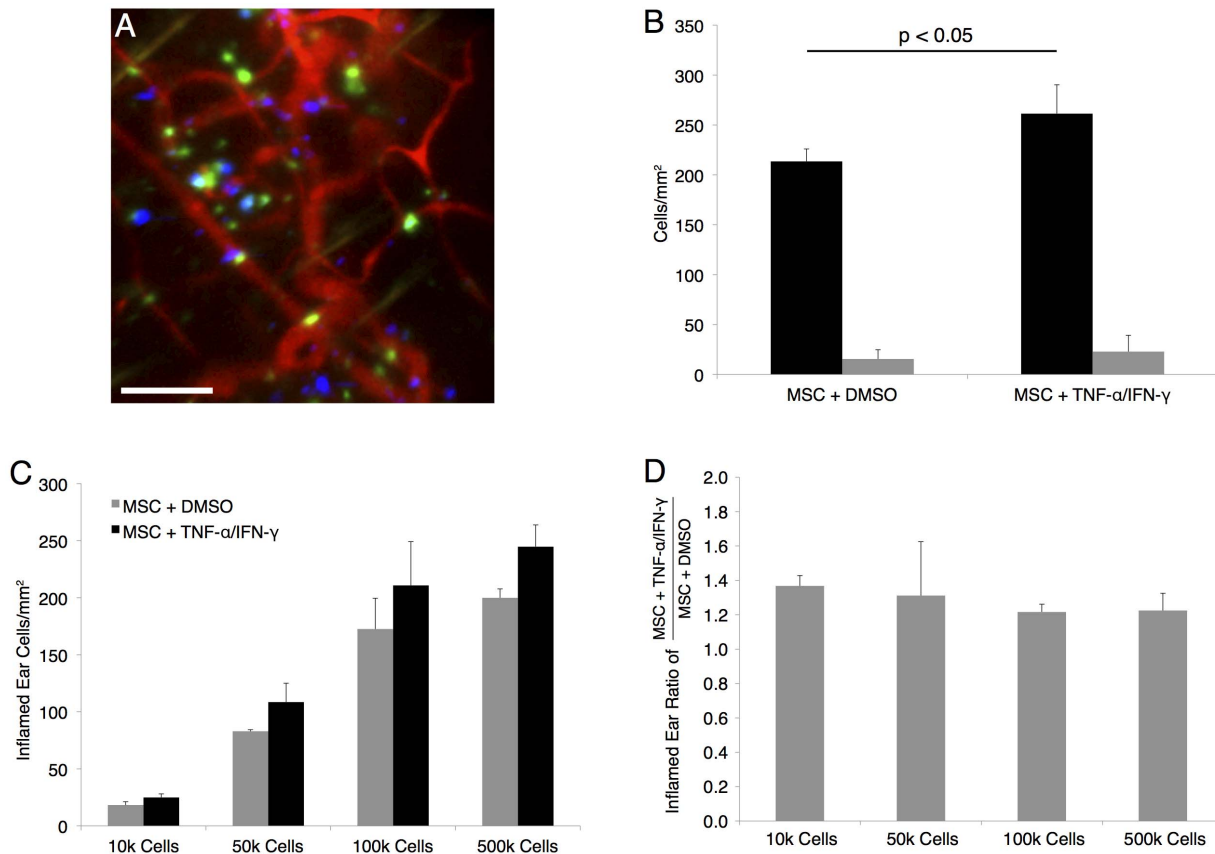 A
B
350
300
250
200
150
100
50
0
Cells/mm²
p < 0.05
MSC + DMSO
MSC + TNF-α/IFN-γ
C
300
250
200
150
100
50
0
Inflamed Ear Cells/mm²
MSC + DMSO
MSC + TNF-α/IFN-γ
10k Cells
50k Cells
100k Cells
500k Cells
D
2.0
1.8
1.6
1.4
1.2
1.0
0.8
0.6
0.4
0.2
0.0
Inflamed Ear Ratio of
MSC + TNF-α/IFN-γ
MSC + DMSO
10k Cells
50k Cells
100k Cells
500k Cells